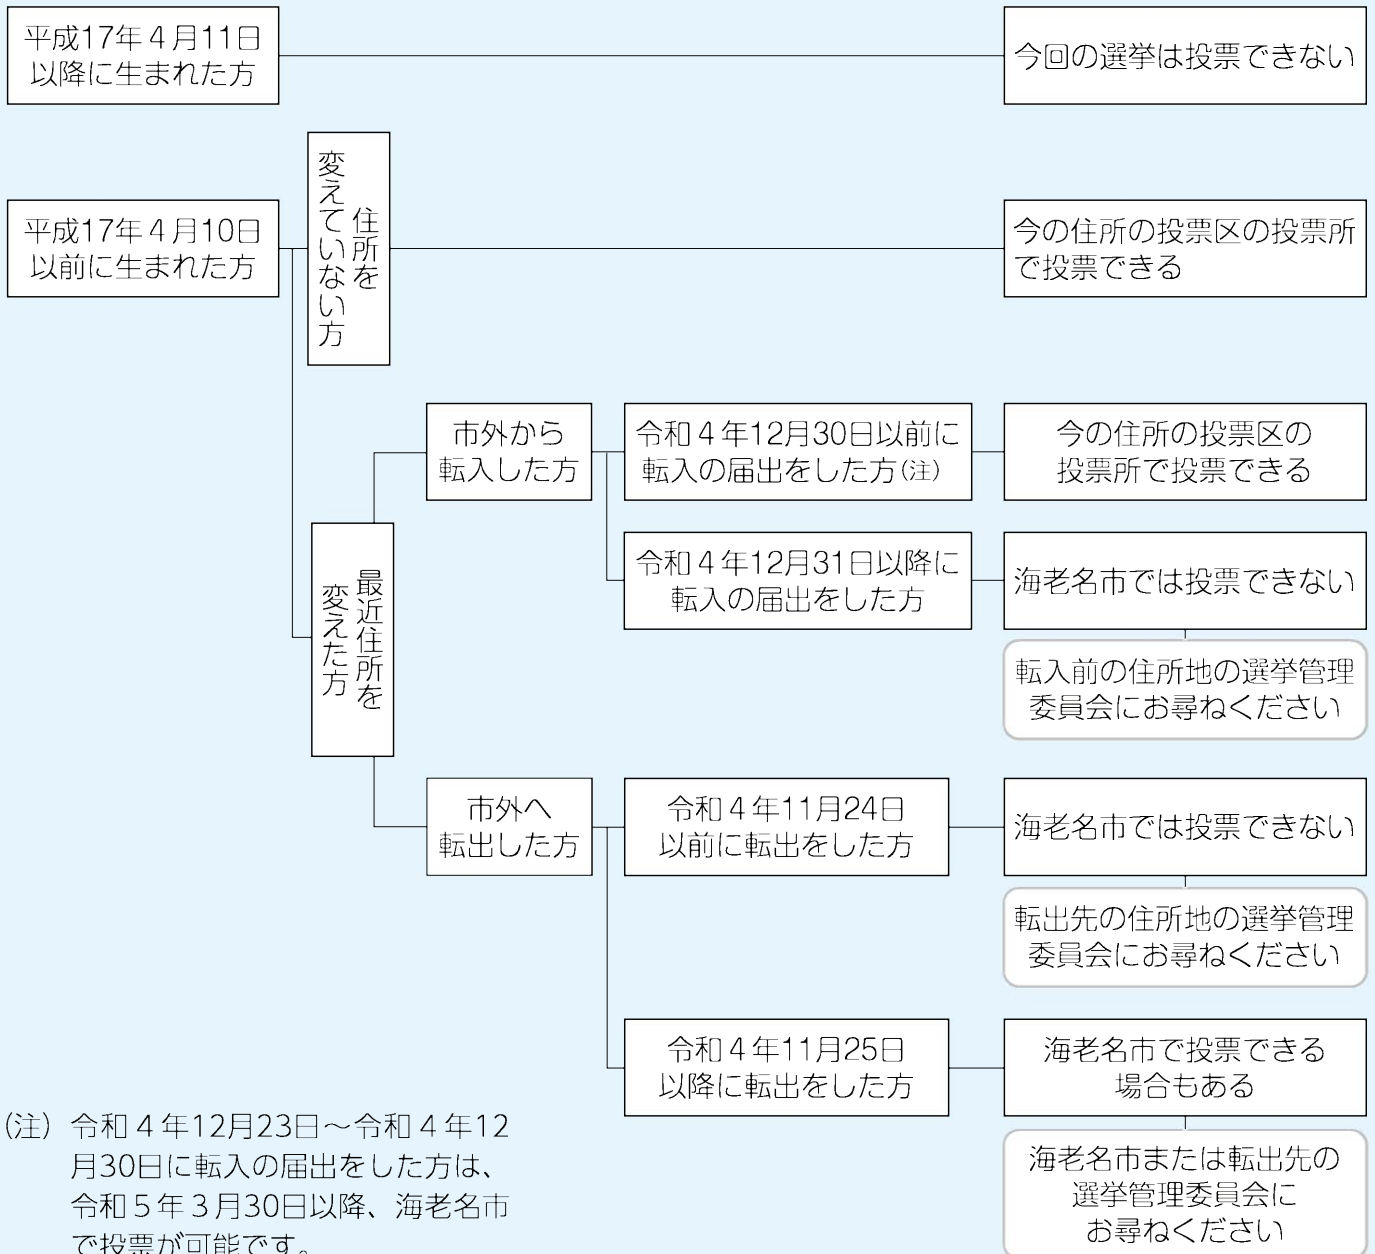 平成17年４月11日
以降に生まれた方
今回の選挙は投票できない
平成17年４月10日
以前に生まれた方
住所を
変えていない方
今の住所の投票区の投票所
で投票できる
最近住所を
変えた方
市外から
転入した方
令和４年12月30日以前に
転入の届出をした方(注)
今の住所の投票区の
投票所で投票できる
令和４年12月31日以降に
転入の届出をした方
海老名市では投票できない
転入前の住所地の選挙管理
委員会にお尋ねください
市外へ
転出した方
令和４年11月24日
以前に転出をした方
海老名市では投票できない
転出先の住所地の選挙管理
委員会にお尋ねください
令和４年11月25日
以降に転出をした方
海老名市で投票できる
場合もある
海老名市または転出先の
選挙管理委員会に
お尋ねください
(注) 令和４年12月23日～令和４年12
月30日に転入の届出をした方は、
令和５年３月30日以降、海老名市
で投票が可能です。